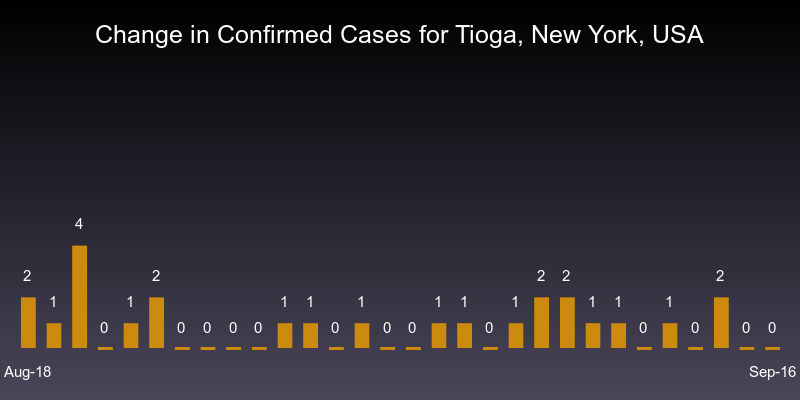 Change in Confirmed Cases for Tioga, New York, USA
2 1 4 0 1 2 0 0 0 0 1 1 0 1 0 0 1 1 0 1 2 2 1 1 0 1 0 2 0 0
Aug-18 Sep-16